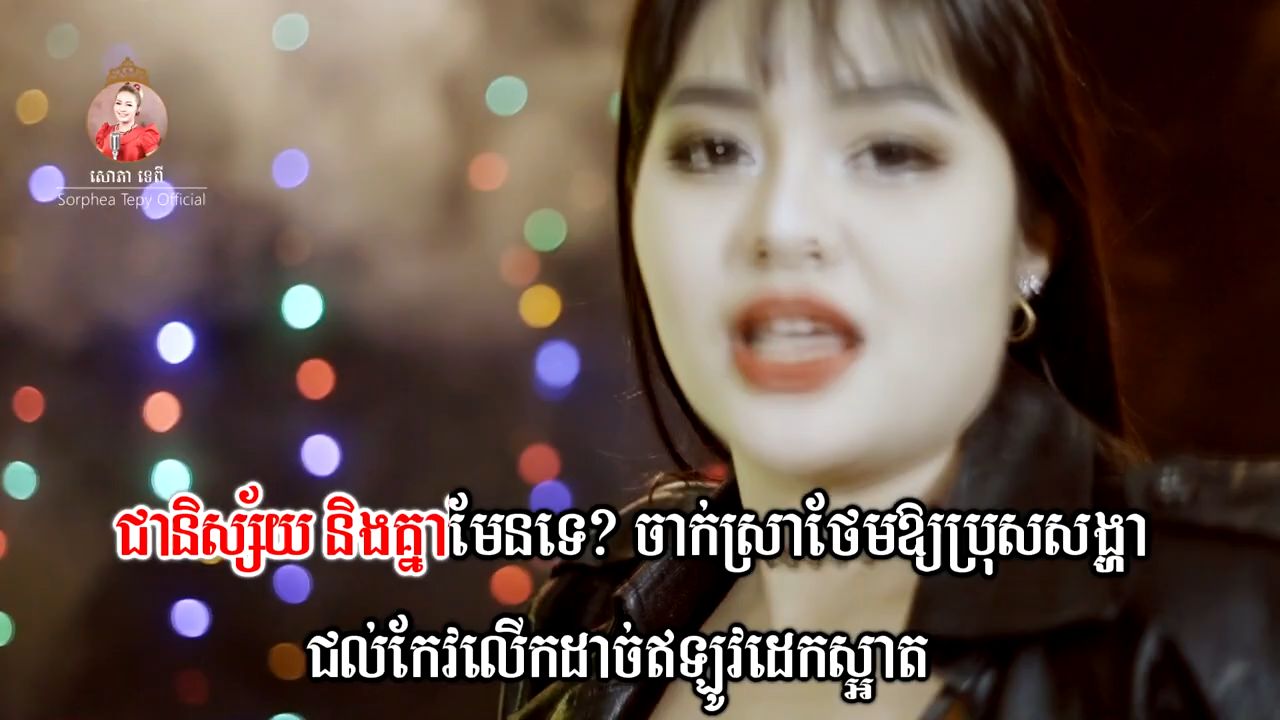 សោភា ទេពី
Sorphea Tepy Official
ជានិស្ស័យ និងគ្នាមែនទេ? ចាក់ស្រាថែមឱ្យប្រុសសង្ហា
ជល់កែវលើកដាច់ឥឡូវដេកស្អាត